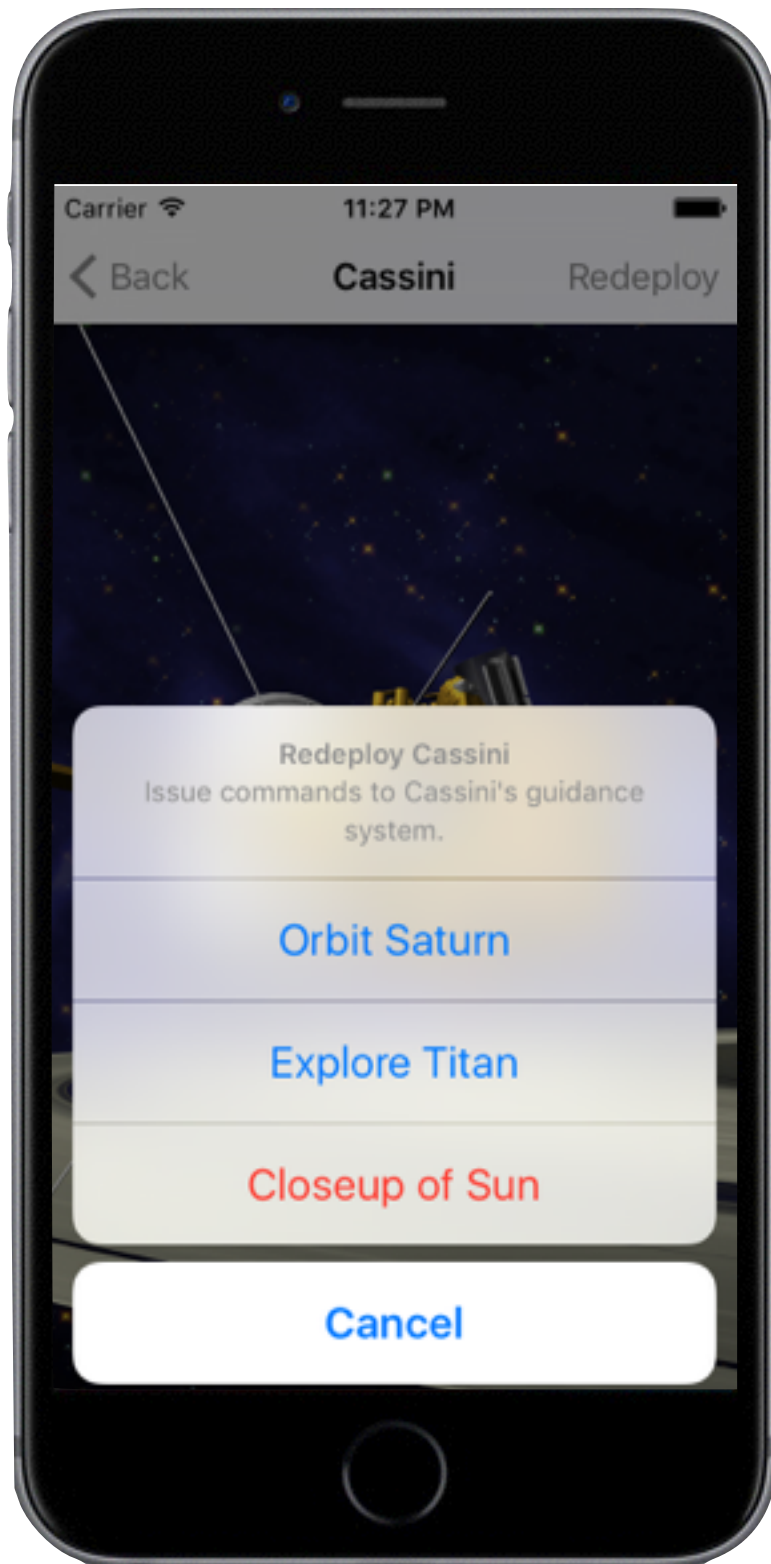 Carrier 11:27 PM
Back Cassini Redeploy
Redeploy Cassini
Issue commands to Cassini's guidance
system.
Orbit Saturn
Explore Titan
Closeup of Sun
Cancel